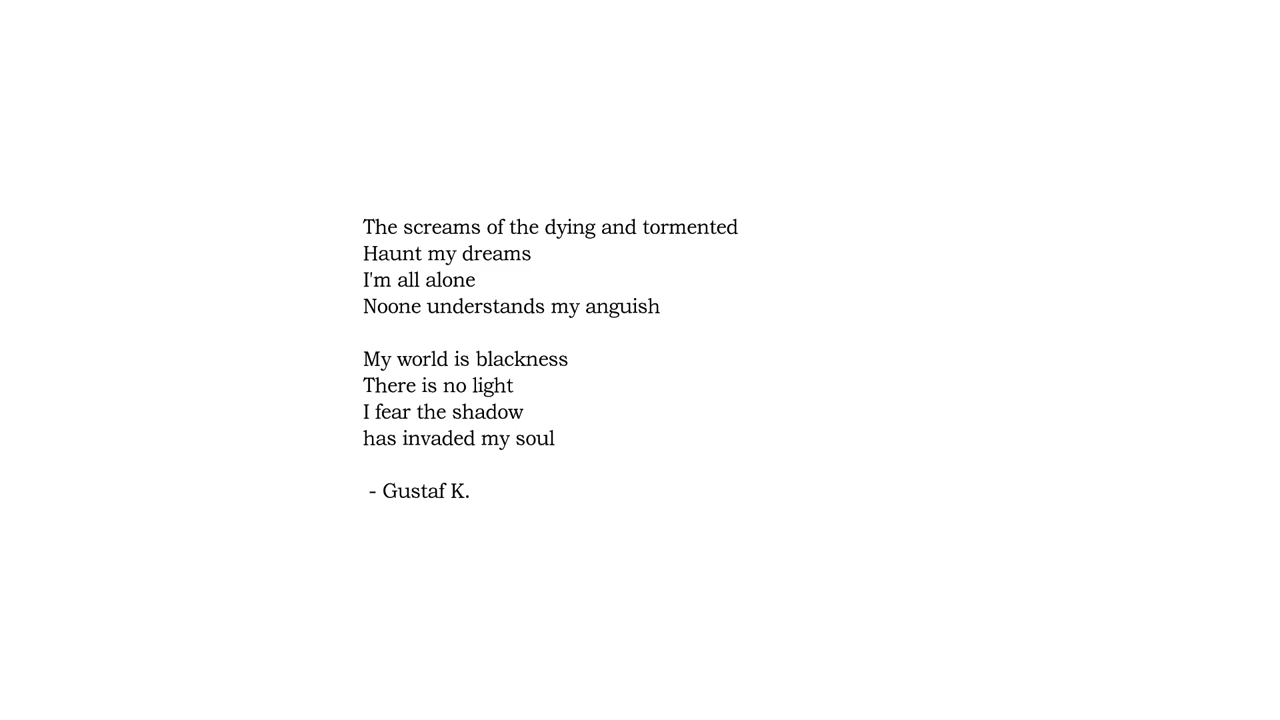 The screams of the dying and tormented
Haunt my dreams
I'm all alone
Noone understands my anguish

My world is blackness
There is no light
I fear the shadow
has invaded my soul

- Gustaf K.